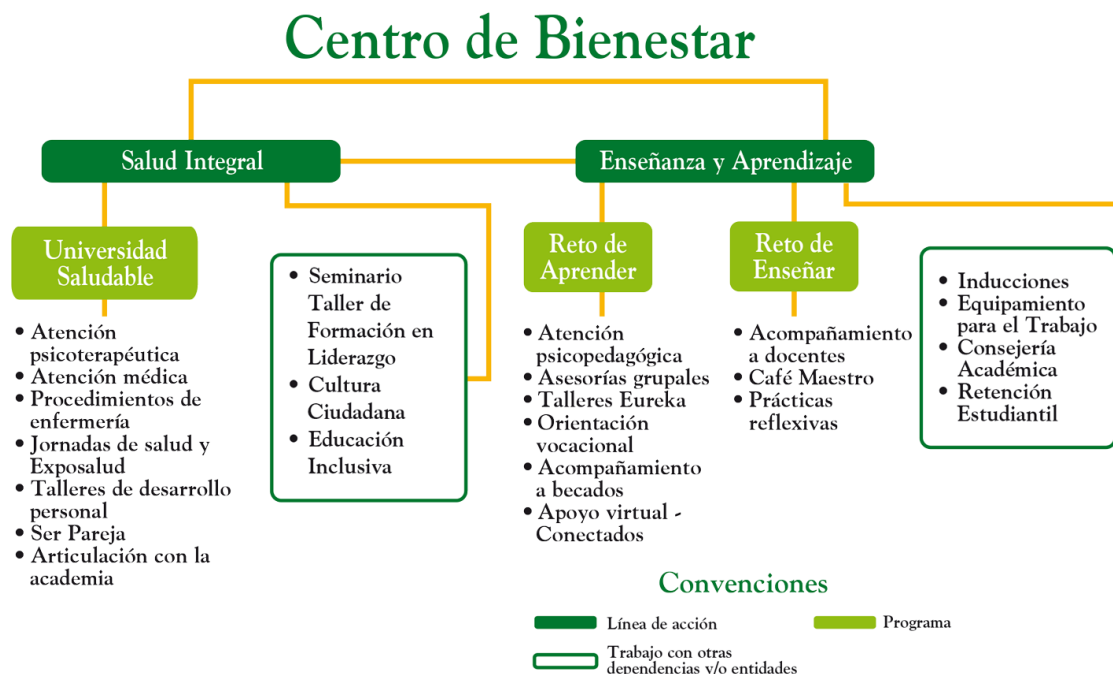 Centro de Bienestar
Salud Integral
Enseñanza y Aprendizaje
Universidad
Saludable
• Atención
psicoterapéutica
• Atención médica
• Procedimientos de
enfermería
• Jornadas de salud y
Exposalud
• Talleres de desarrollo
personal
• Ser Pareja
• Articulación con la
academia
• Seminario
Taller de
Formación en
Liderazgo
• Cultura
Ciudadana
• Educación
Inclusiva
Reto de
Aprender
• Atención
psicopedagógica
• Asesorías grupales
• Talleres Eureka
• Orientación
vocacional
• Acompañamiento
a becados
• Apoyo virtual -
Conectados
Reto de
Enseñar
• Acompañamiento
a docentes
• Café Maestro
• Prácticas
reflexivas
• Inducciones
• Equipamiento
para el Trabajo
• Consejería
Académica
• Retención
Estudiantil
Convenciones
Línea de acción
Programa
Trabajo con otras
dependencias y/o entidades